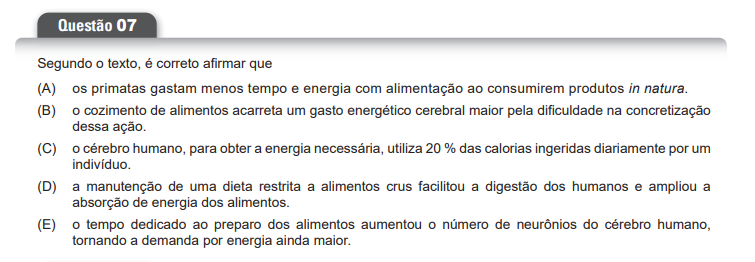 Questão 07
Segundo o texto, é correto afirmar que
(A) os primatas gastam menos tempo e energia com alimentação ao consumirem produtos in natura.
(B) o cozimento de alimentos acarreta um gasto energético cerebral maior pela dificuldade na concretização
dessa ação.
(C) o cérebro humano, para obter a energia necessária, utiliza 20 % das calorias ingeridas diariamente por um
indivíduo.
(D) a manutenção de uma dieta restrita a alimentos crus facilitou a digestão dos humanos e ampliou a
absorção de energia dos alimentos.
(E) o tempo dedicado ao preparo dos alimentos aumentou o número de neurônios do cérebro humano,
tornando a demanda por energia ainda maior.